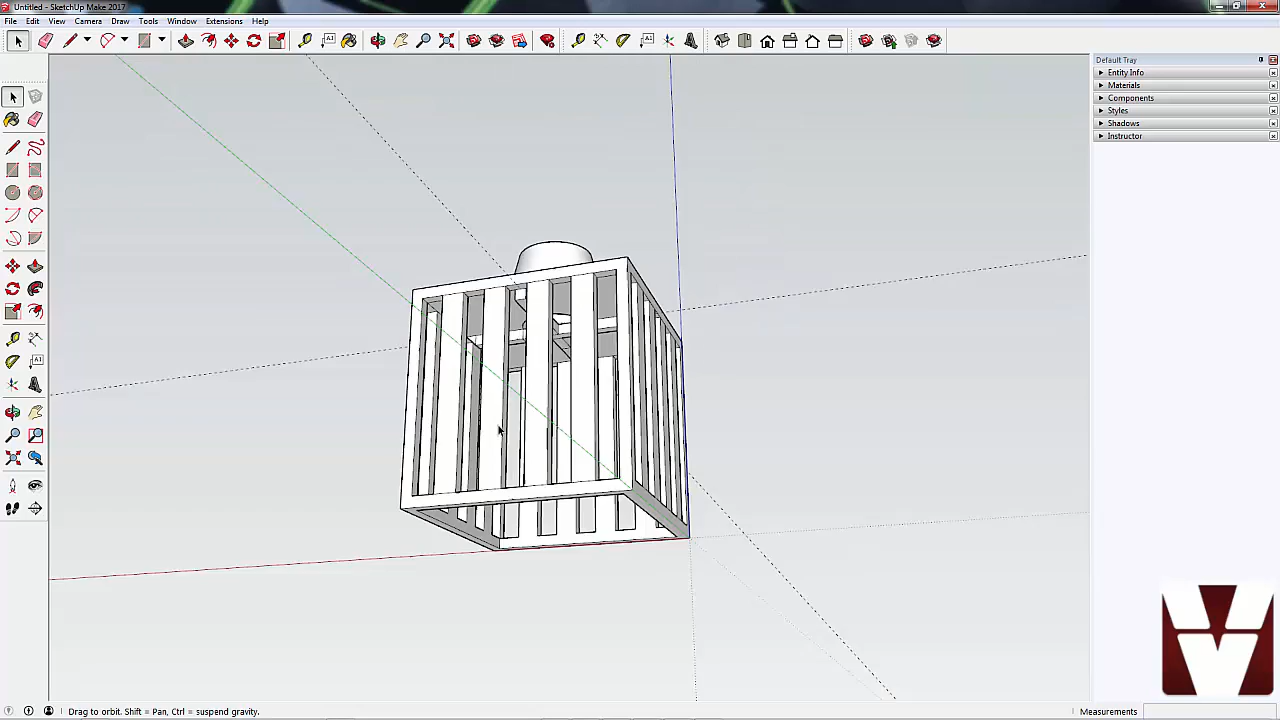 Untitled - SketchUp Make 2017
File Edit View Camera Draw Tools Window Extensions Help
Default Tray
Entity Info
Materials
Components
Styles
Shadows
Instructor
Drag to orbit. Shift = Pan, Ctrl = suspend gravity.
Measurements